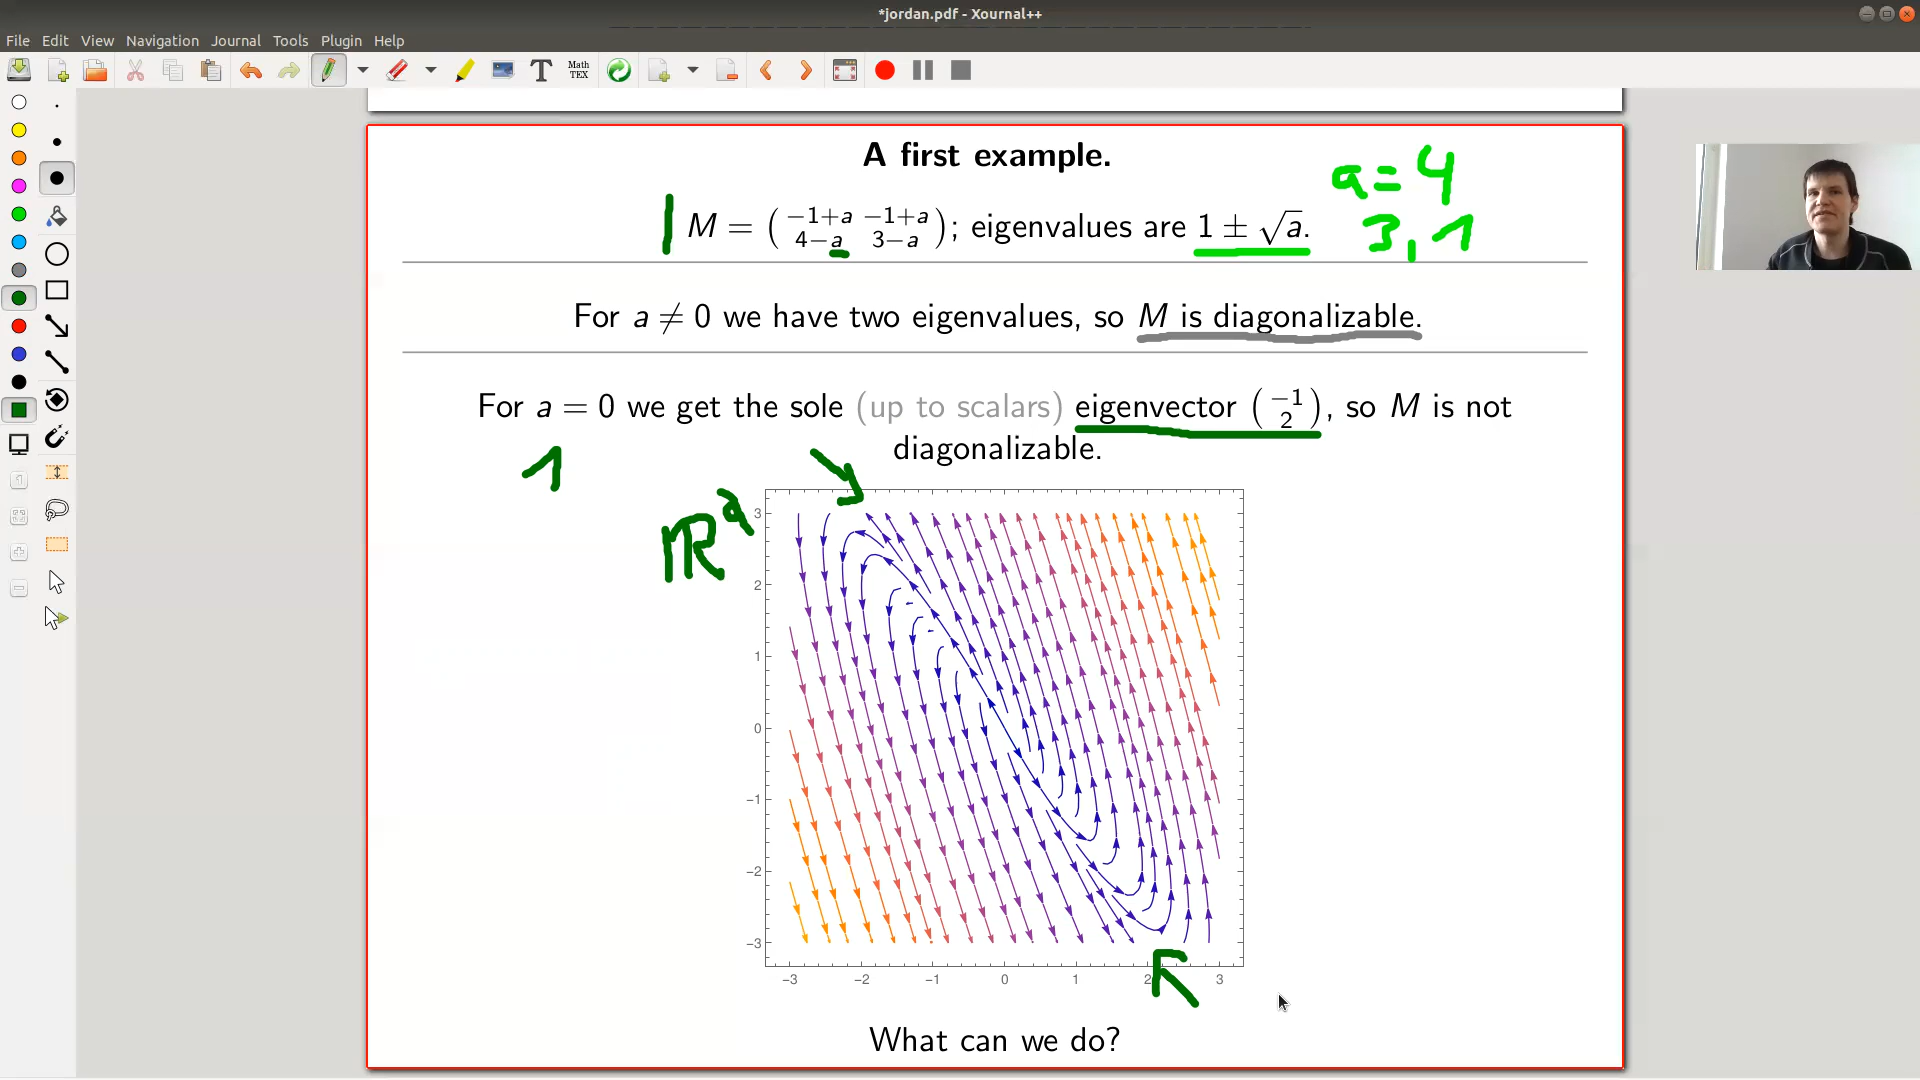 *jordan.pdf - Xournal++
File Edit View Navigation Journal Tools Plugin Help
Math
TEX
A first example.
a = 4
M = ( −1+a −1+a
4−a 3−a ); eigenvalues are 1 ± √a.
3, 1
For a ≠ 0 we have two eigenvalues, so M is diagonalizable.
For a = 0 we get the sole (up to scalars) eigenvector ( −1
2 ), so M is not
diagonalizable.
1
3
2
1
0
−1
−2
−3
−3 −2 −1 0 1 2 3
What can we do?